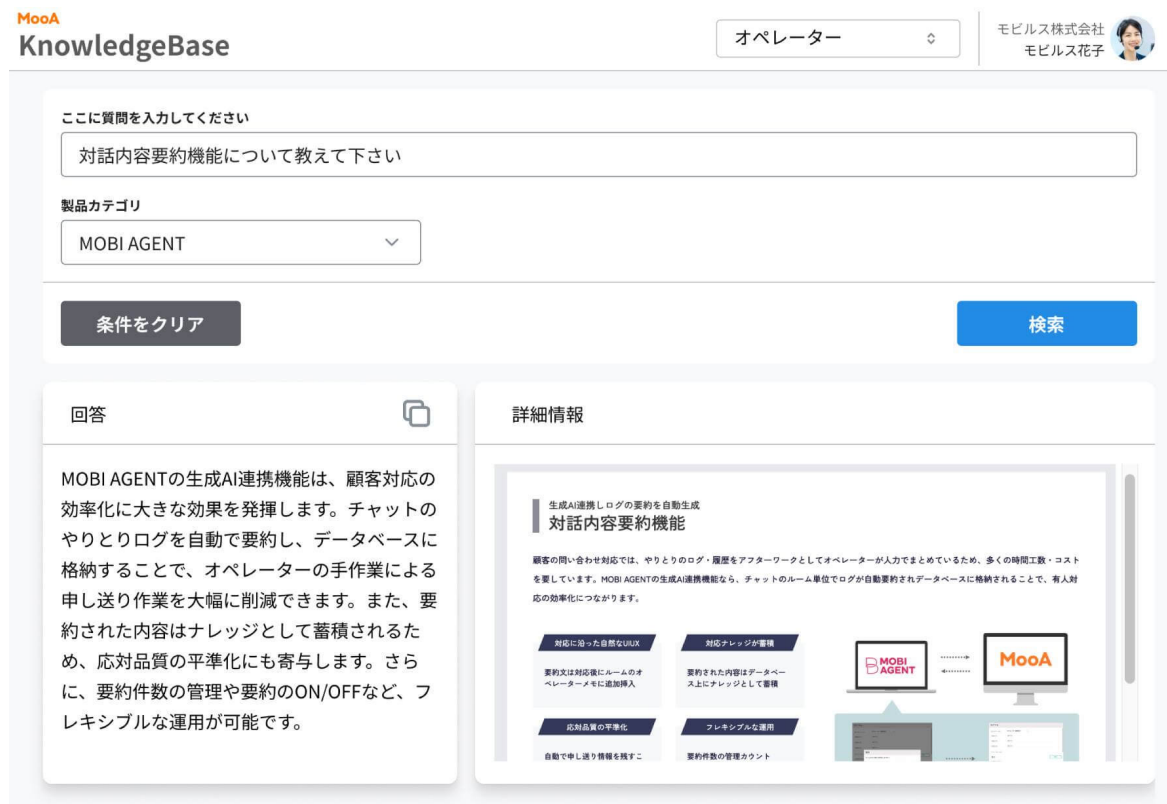 MooA
KnowledgeBase
オペレーター
モビルス株式会社
モビルス花子
ここに質問を入力してください
対話内容要約機能について教えて下さい
製品カテゴリ
MOBI AGENT
条件をクリア
検索
回答
MOBI AGENTの生成AI連携機能は、顧客対応の
効率化に大きな効果を発揮します。チャットの
やりとりログを自動で要約し、データベースに
格納することで、オペレーターの手作業による
申し送り作業を大幅に削減できます。また、要
約された内容はナレッジとして蓄積されるた
め、応対品質の平準化にも寄与します。さら
に、要約件数の管理や要約のON/OFFなど、フ
レキシブルな運用が可能です。
詳細情報
生成AI連携しログの要約を自動生成
対話内容要約機能
顧客の問い合わせ対応では、やりとりのログ・履歴をアフターワークとしてオペレーターが人力でまとめているため、多くの時間工数・コスト
を要しています。MOBI AGENTの生成AI連携機能なら、チャットのルーム単位でログが自動要約されデータベースに格納されることで、有人対
応の効率化につながります。
対応に沿った自然なUIUX
要約文は対応後にルームのオ
ペレーターメモに追加挿入
対応ナレッジが蓄積
要約された内容はデータベー
ス上にナレッジとして蓄積
応対品質の平準化
自動で申し送り情報を残すこ
フレキシブルな運用
要約件数の管理カウント
MOBI
AGENT
MooA